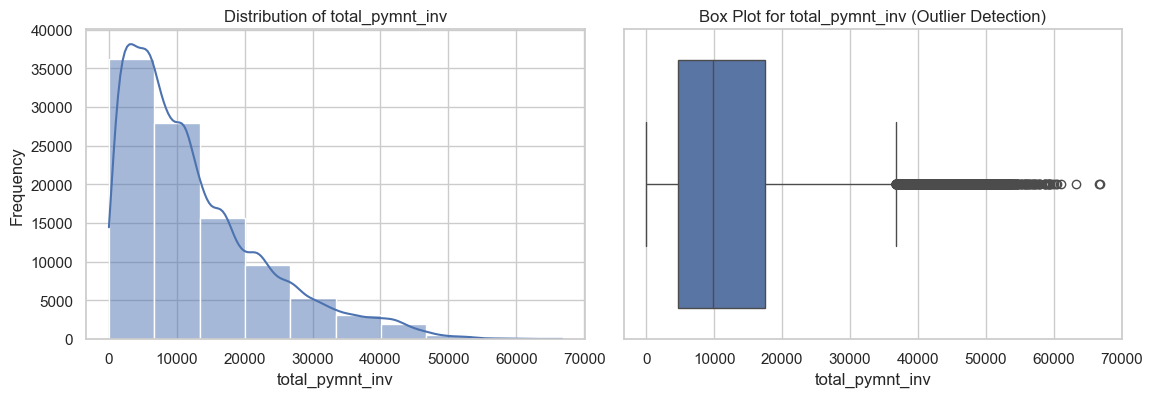 Distribution of total_pymnt_inv
40000
35000
30000
25000
20000
15000
10000
5000
0
Frequency
0 10000 20000 30000 40000 50000 60000 70000
total_pymnt_inv
Box Plot for total_pymnt_inv (Outlier Detection)
0 10000 20000 30000 40000 50000 60000 70000
total_pymnt_inv